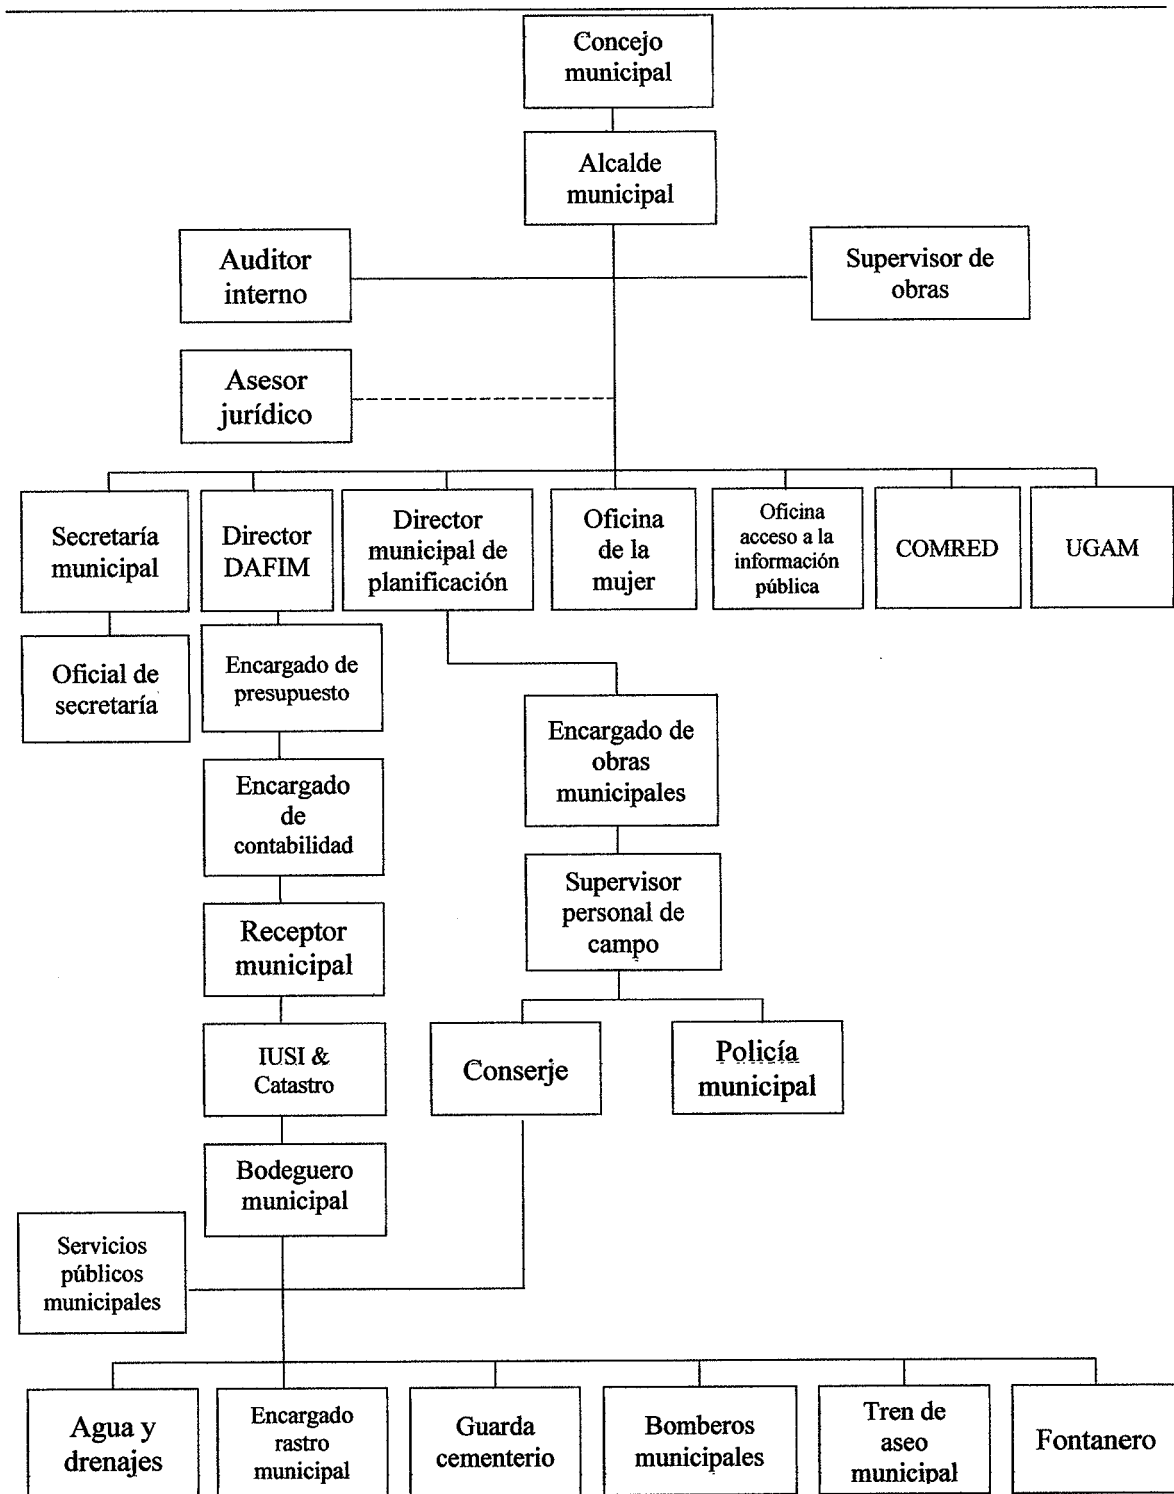 Concejo
municipal
Alcalde
municipal
Auditor
interno
Supervisor de
obras
Asesor
jurídico
Secretaría
municipal
Director
DAFIM
Director
municipal de
planificación
Oficina
de la
mujer
Oficina
acceso a la
información
pública
COMRED
UGAM
Oficial de
secretaría
Encargado de
presupuesto
Encargado de
obras
municipales
Encargado
de
contabilidad
Supervisor
personal de
campo
Receptor
municipal
IUSI &
Catastro
Conserje
Policía
municipal
Bodeguero
municipal
Servicios
públicos
municipales
Agua y
drenajes
Encargado
rastro
municipal
Guarda
cementerio
Bomberos
municipales
Tren de
aseo
municipal
Fontanero